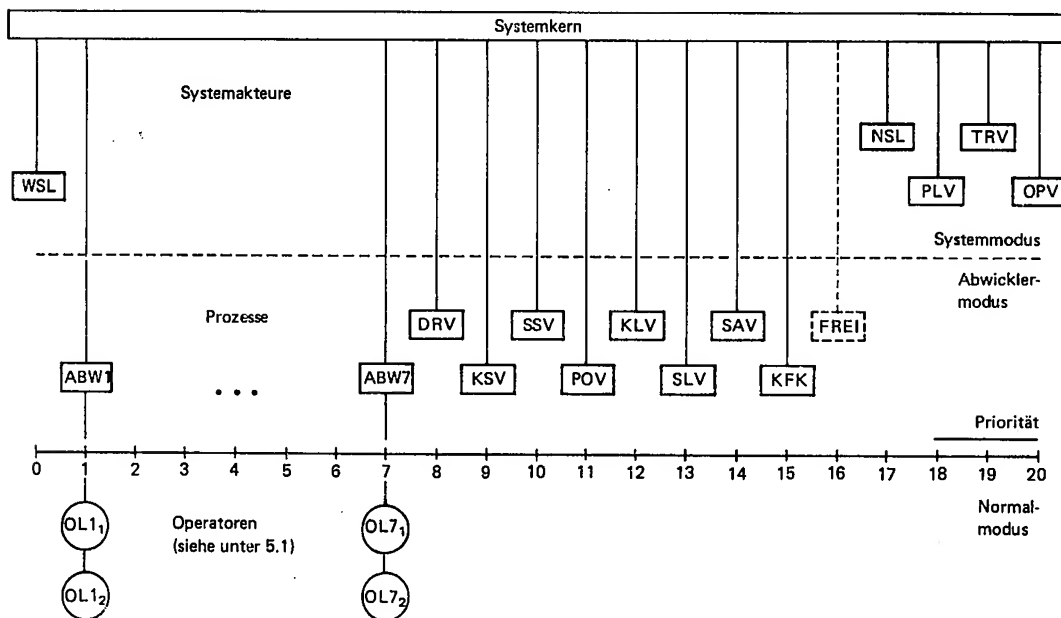 Systemkern
Systemakteure
NSL
TRV
WSL
PLV
OPV
Systemmodus
Abwickler-
modus
Prozesse
DRV
SSV
KLV
SAV
FREI
ABW1
...
ABW7
KSV
POV
SLV
KFK
Priorität
0 1 2 3 4 5 6 7 8 9 10 11 12 13 14 15 16 17 18 19 20
Normal-
modus
OL1₁
Operatoren
(siehe unter 5.1)
OL7₁
OL1₂
OL7₂